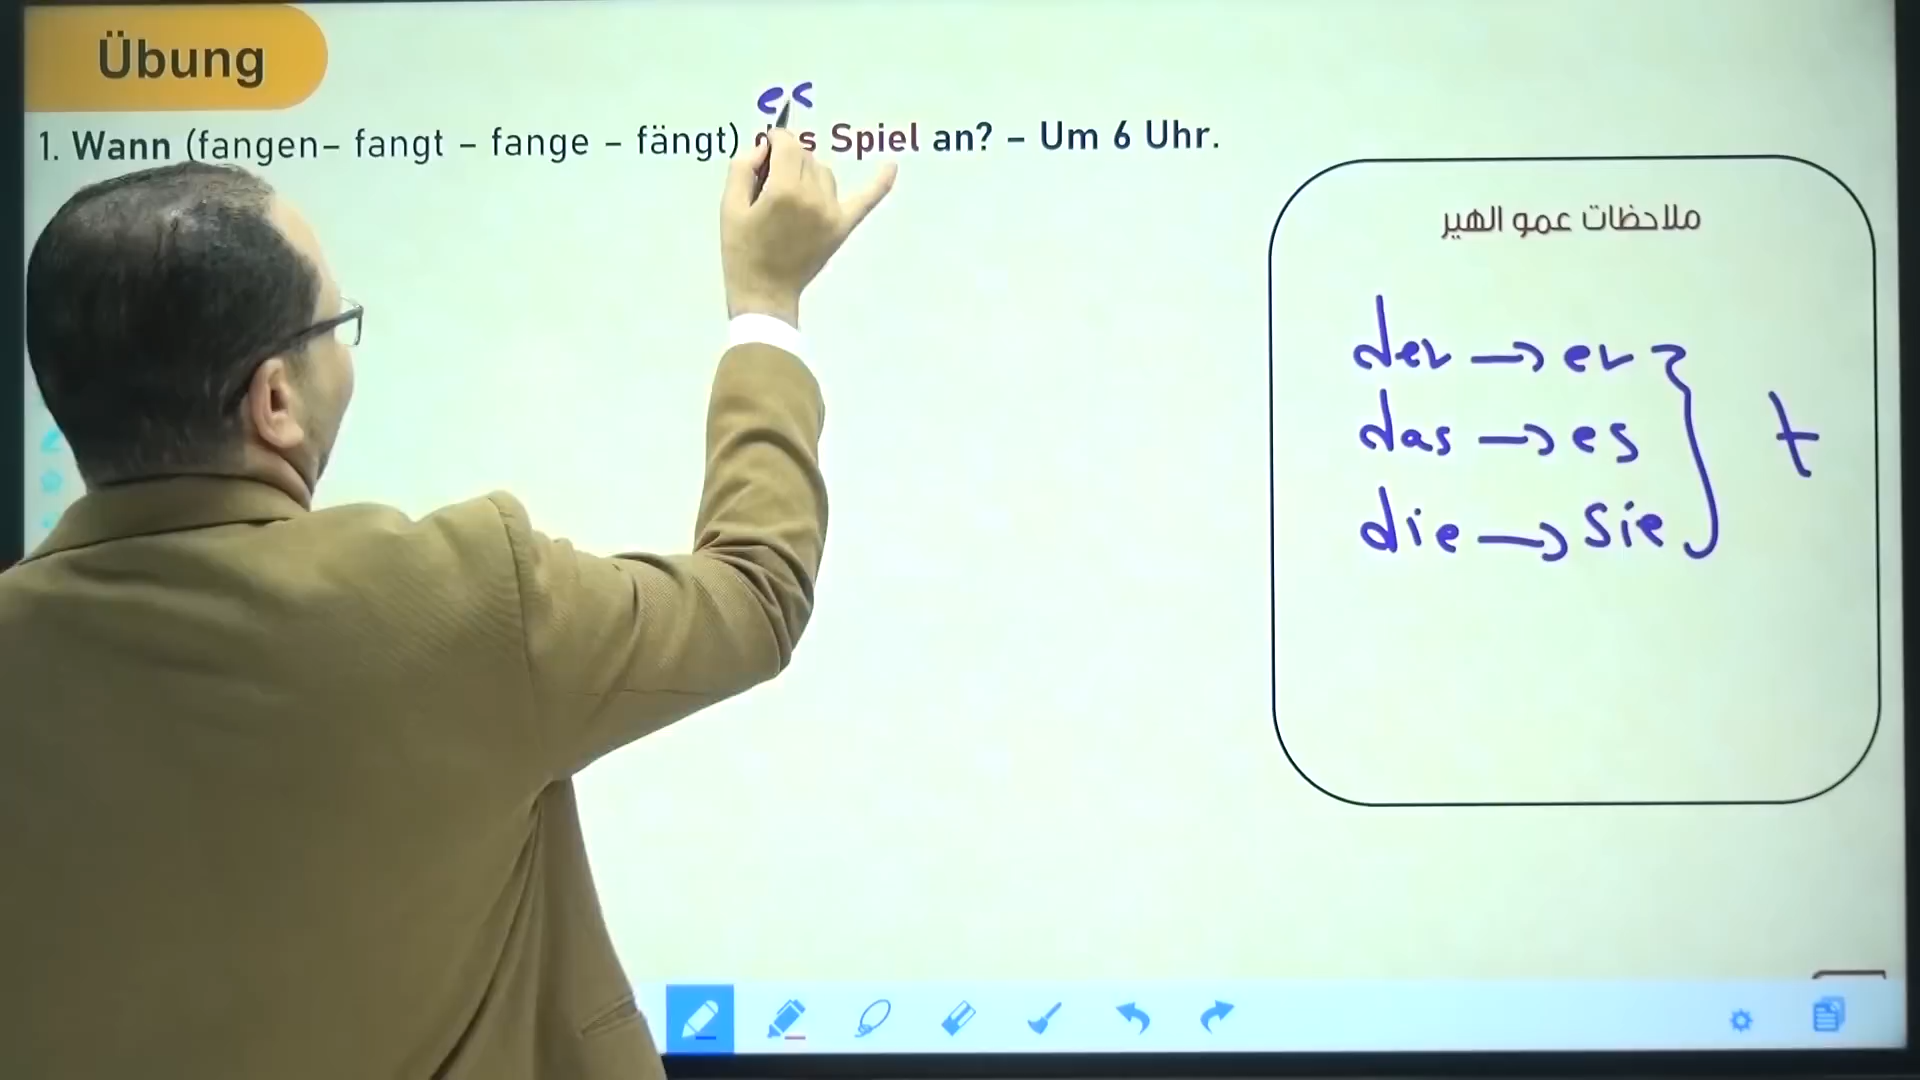 Übung
es
1. Wann (fangen– fangt – fange – fängt) das Spiel an? – Um 6 Uhr.
ملاحظات عمو الهير
der → er
das → es
die → sie
t